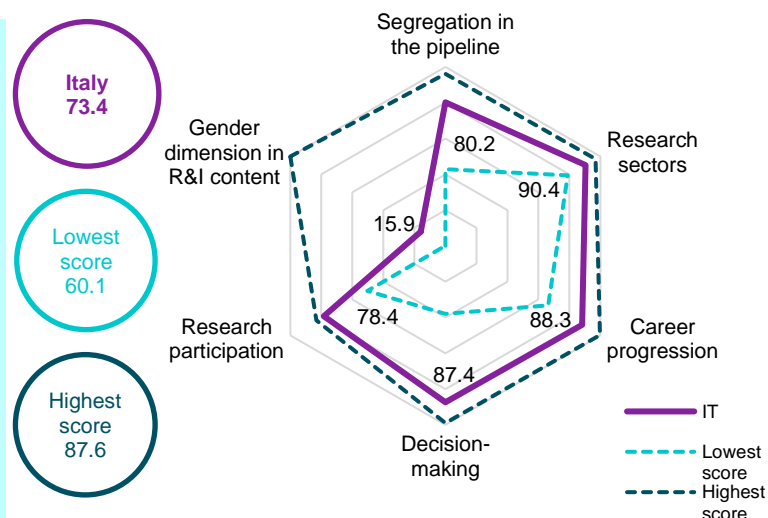 Italy
73.4
Lowest
score
60.1
Highest
score
87.6
Segregation in
the pipeline
Research
sectors
Career
progression
Decision-
making
Research
participation
Gender
dimension in
R&I content
80.2
90.4
88.3
87.4
78.4
15.9
IT
Lowest
score
Highest
score